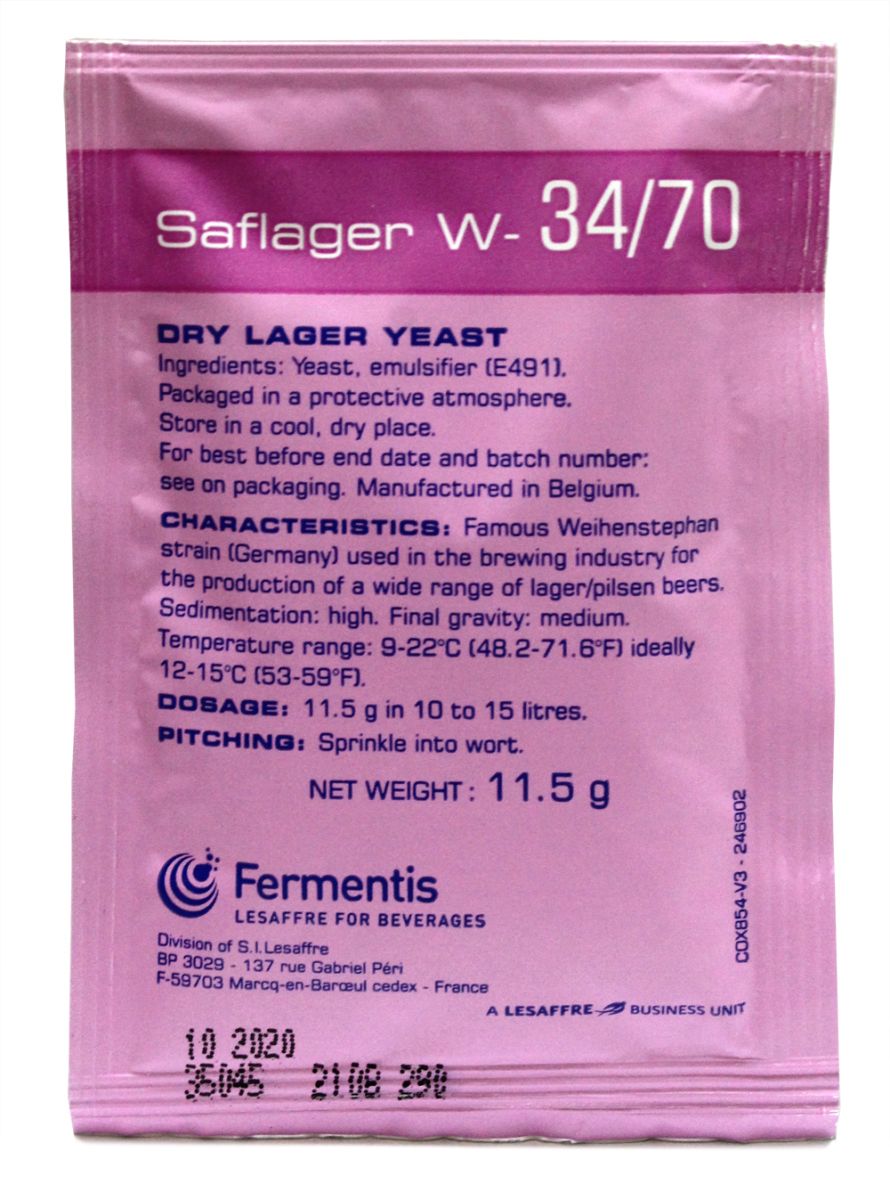 Saflager W- 34/70
DRY LAGER YEAST
Ingredients: Yeast, emulsifier (E491).
Packaged in a protective atmosphere.
Store in a cool, dry place.
For best before end date and batch number:
see on packaging. Manufactured in Belgium.
CHARACTERISTICS: Famous Weihenstephan
strain (Germany) used in the brewing industry for
the production of a wide range of lager/pilsen beers.
Sedimentation: high. Final gravity: medium.
Temperature range: 9-22°C (48.2-71.6°F) ideally
12-15°C (53-59°F).
DOSAGE: 11.5 g in 10 to 15 litres.
PITCHING: Sprinkle into wort.
NET WEIGHT : 11.5 g
COX854-V3 - 246902
Fermentis
LESAFFRE FOR BEVERAGES
Division of S.I.Lesaffre
BP 3029 - 137 rue Gabriel Péri
F-59703 Marcq-en-Barœul cedex - France
A LESAFFRE BUSINESS UNIT
10 2020
35045 2108 290